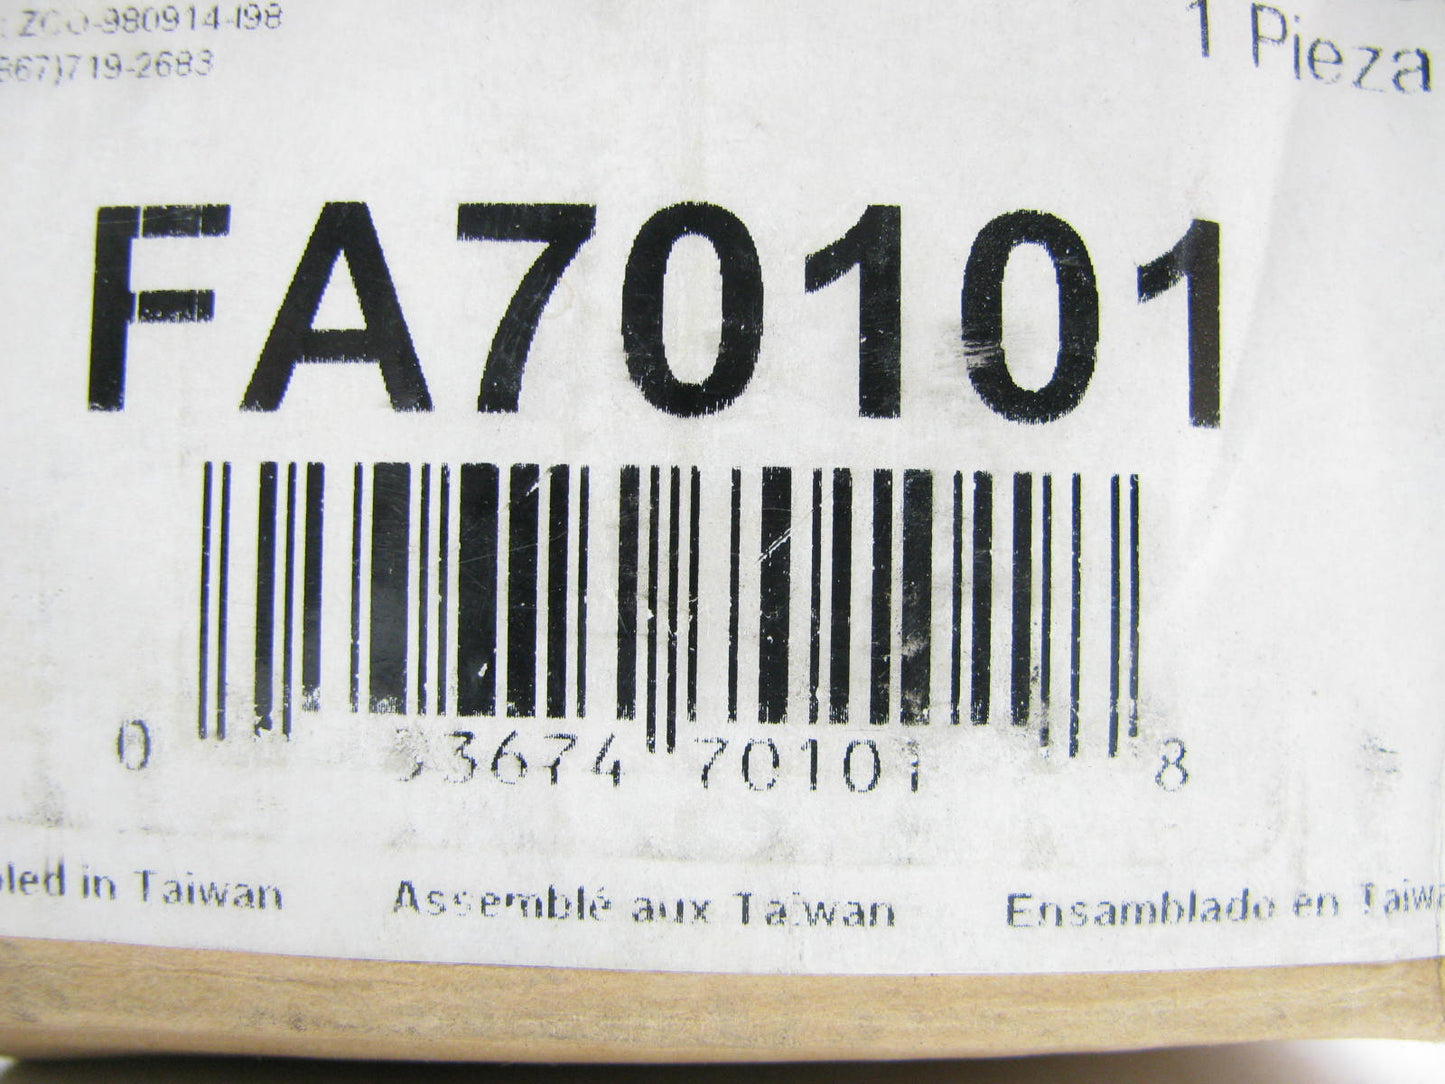 ZCO-980914-I98
867)719-2683
1 Pieza
FA70101
0 33674 70101 8
bled in Taiwan
Assemblé aux Taiwan
Ensamblado en Taiwa